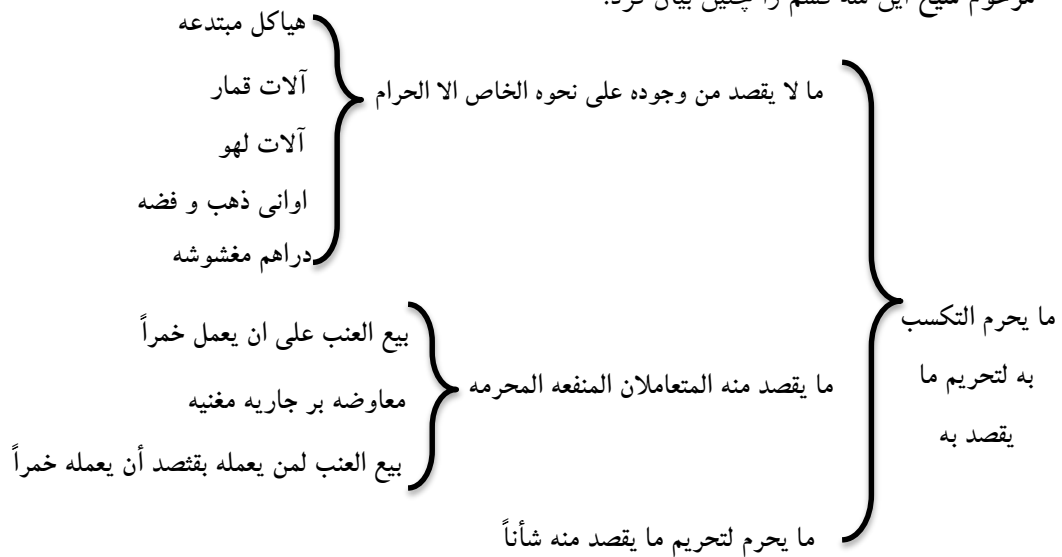 مرحوم شیخ این سه قسم را چنین بیان کرد:
ما یحرم التکسب
به لتحریم ما
یقصد به
ما لا یقصد من وجوده علی نحوه الخاص الا الحرام
هیاکل مبتدعه
آلات قمار
آلات لهو
اوانی ذهب و فضه
دراهم مغشوشه
ما یقصد منه المتعاملان المنفعه المحرمه
بیع العنب علی ان یعمل خمراً
معاوضه بر جاریه مغنیه
بیع العنب لمن یعمله بقثصد أن یعمله خمراً
ما یحرم لتحریم ما یقصد منه شأناً